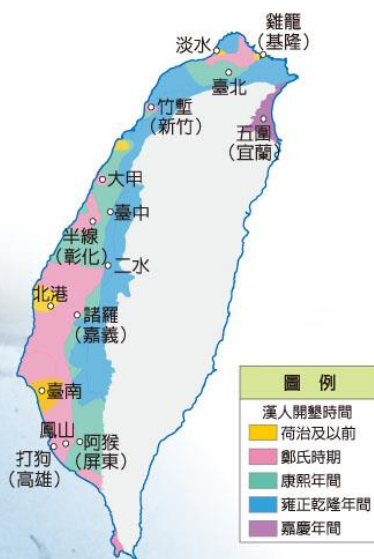 雞籠
(基隆)
淡水
臺北
竹塹
(新竹)
五圍
(宜蘭)
大甲
臺中
半線
(彰化)
二水
北港
諸羅
(嘉義)
臺南
鳳山
打狗
(高雄)
阿猴
(屏東)
圖 例
漢人開墾時間
荷治及以前
鄭氏時期
康熙年間
雍正乾隆年間
嘉慶年間